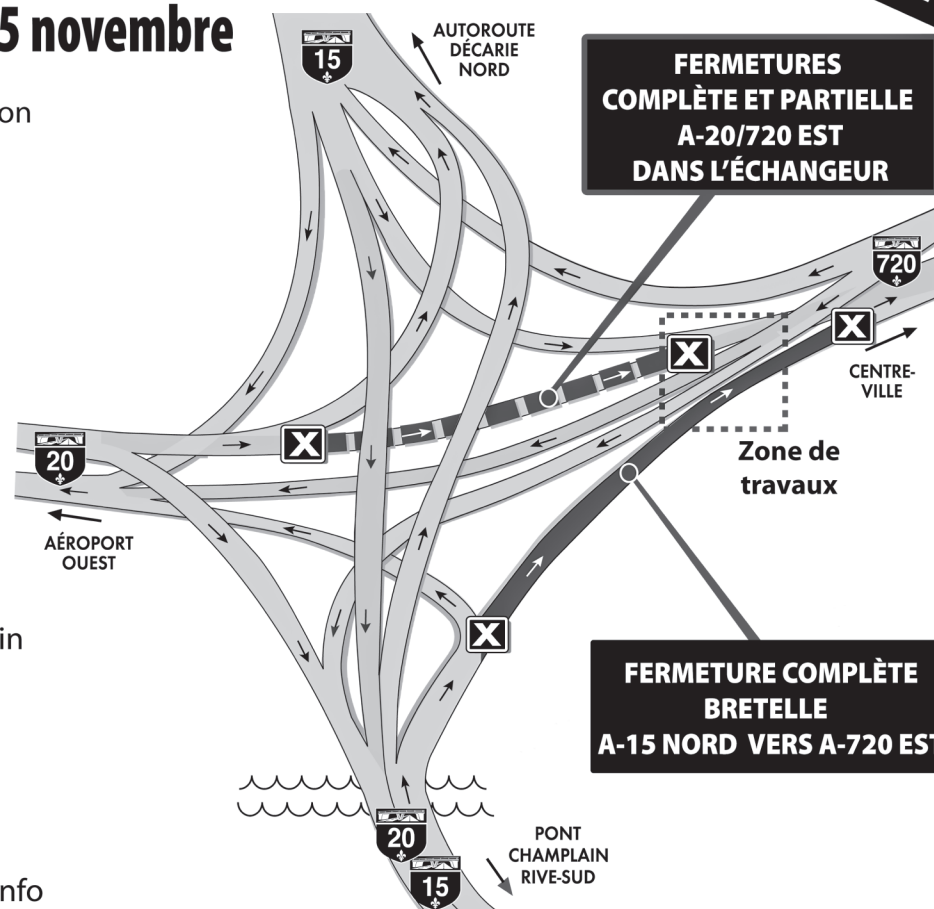 5 novembre
on
15
AUTOROUTE
DÉCARIE
NORD
FERMETURES
COMPLÈTE ET PARTIELLE
A-20/720 EST
DANS L'ÉCHANGEUR
720
X
X
CENTRE-
VILLE
X
20
Zone de
travaux
AÉROPORT
OUEST
X
in
FERMETURE COMPLÈTE
BRETELLE
A-15 NORD VERS A-720 EST
20
15
PONT
CHAMPLAIN
RIVE-SUD
nfo